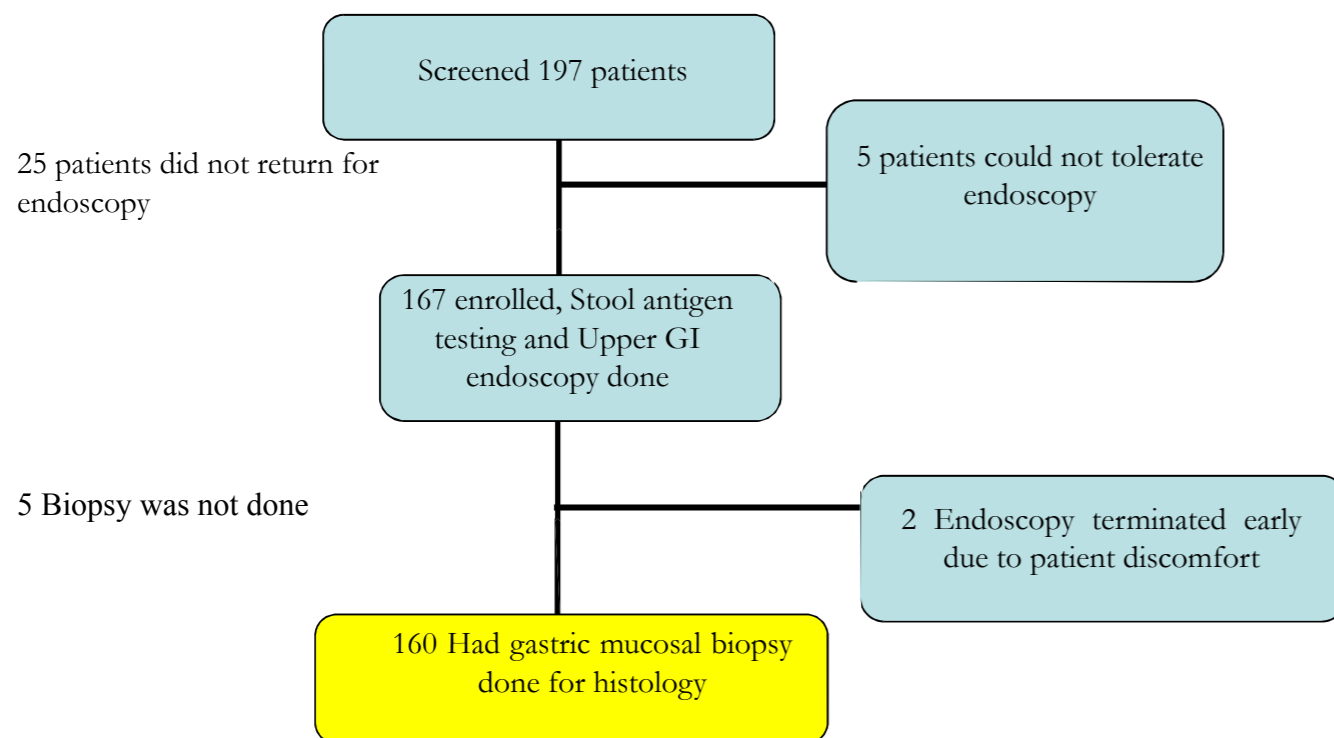 Screened 197 patients
25 patients did not return for
endoscopy
5 patients could not tolerate
endoscopy
167 enrolled, Stool antigen
testing and Upper GI
endoscopy done
5 Biopsy was not done
2 Endoscopy terminated early
due to patient discomfort
160 Had gastric mucosal biopsy
done for histology